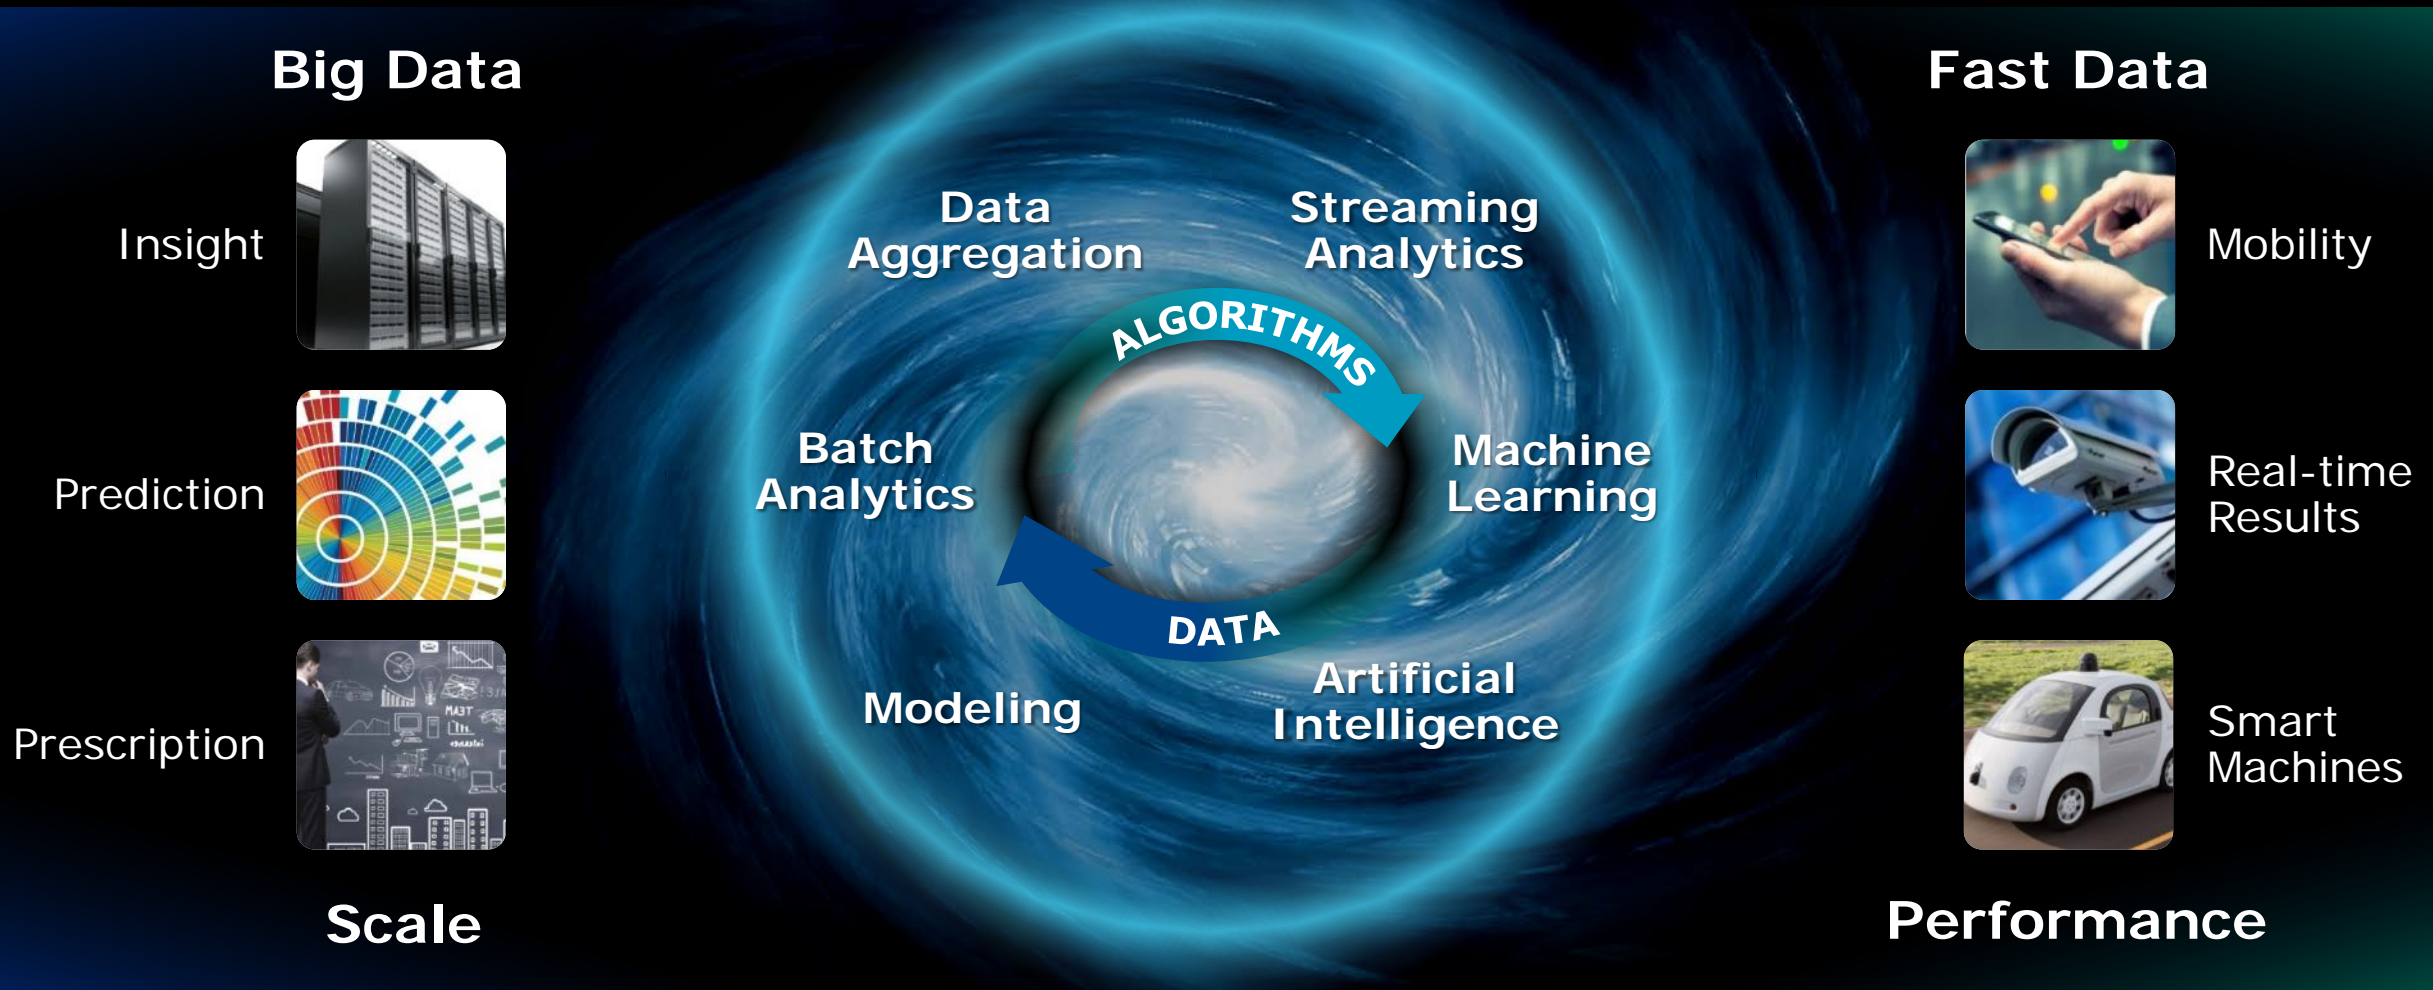 Big Data
Insight
Prediction
Prescription
Scale
Data
Aggregation
Streaming
Analytics
ALGORITHMS
Batch
Analytics
Machine
Learning
DATA
Modeling
Artificial
Intelligence
Fast Data
Mobility
Real-time
Results
Smart
Machines
Performance